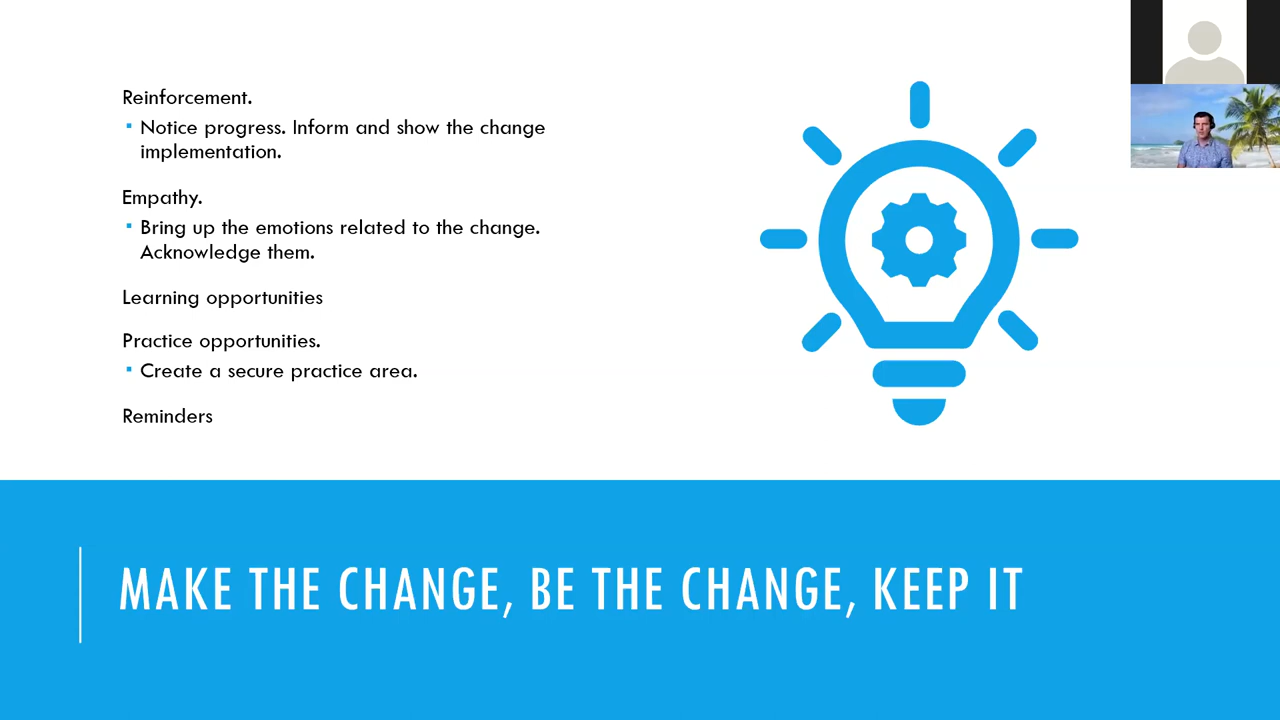 Reinforcement.
▪ Notice progress. Inform and show the change
implementation.
Empathy.
▪ Bring up the emotions related to the change.
Acknowledge them.
Learning opportunities
Practice opportunities.
▪ Create a secure practice area.
Reminders
MAKE THE CHANGE, BE THE CHANGE, KEEP IT